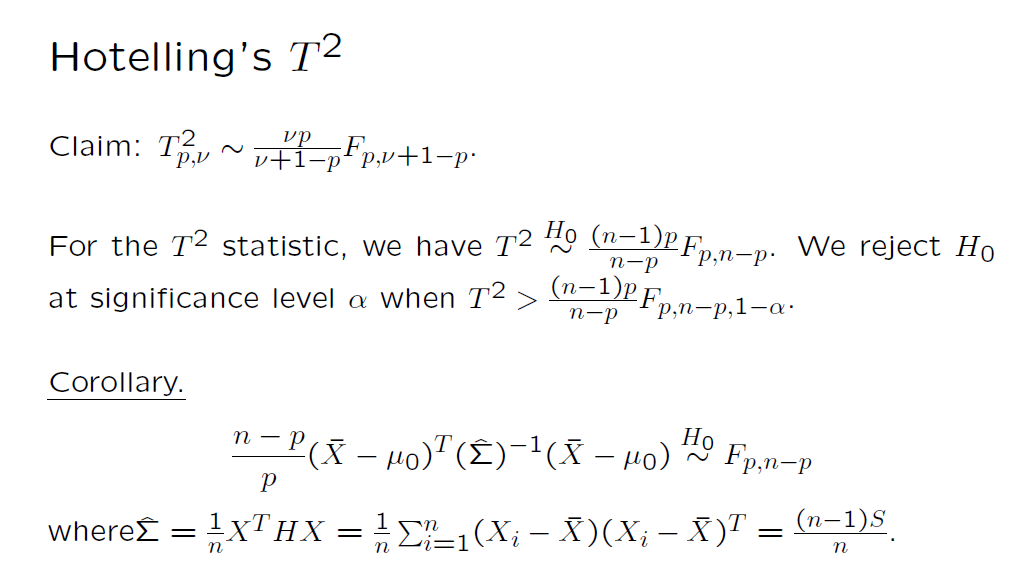 Hotelling's $T^2$
Claim: $T^2_{p,\nu} \sim \frac{\nu p}{\nu+1-p} F_{p,\nu+1-p}$.
For the $T^2$ statistic, we have $T^2 \overset{H_0}{\sim} \frac{(n-1)p}{n-p} F_{p,n-p}$. We reject $H_0$
at significance level $\alpha$ when $T^2 > \frac{(n-1)p}{n-p} F_{p,n-p,1-\alpha}$.
Corollary.
$\frac{n-p}{p} (\bar{X} - \mu_0)^T (\hat{\Sigma})^{-1} (\bar{X} - \mu_0) \overset{H_0}{\sim} F_{p,n-p}$
where$\hat{\Sigma} = \frac{1}{n} X^T H X = \frac{1}{n} \sum_{i=1}^{n} (X_i - \bar{X})(X_i - \bar{X})^T = \frac{(n-1)S}{n}$.